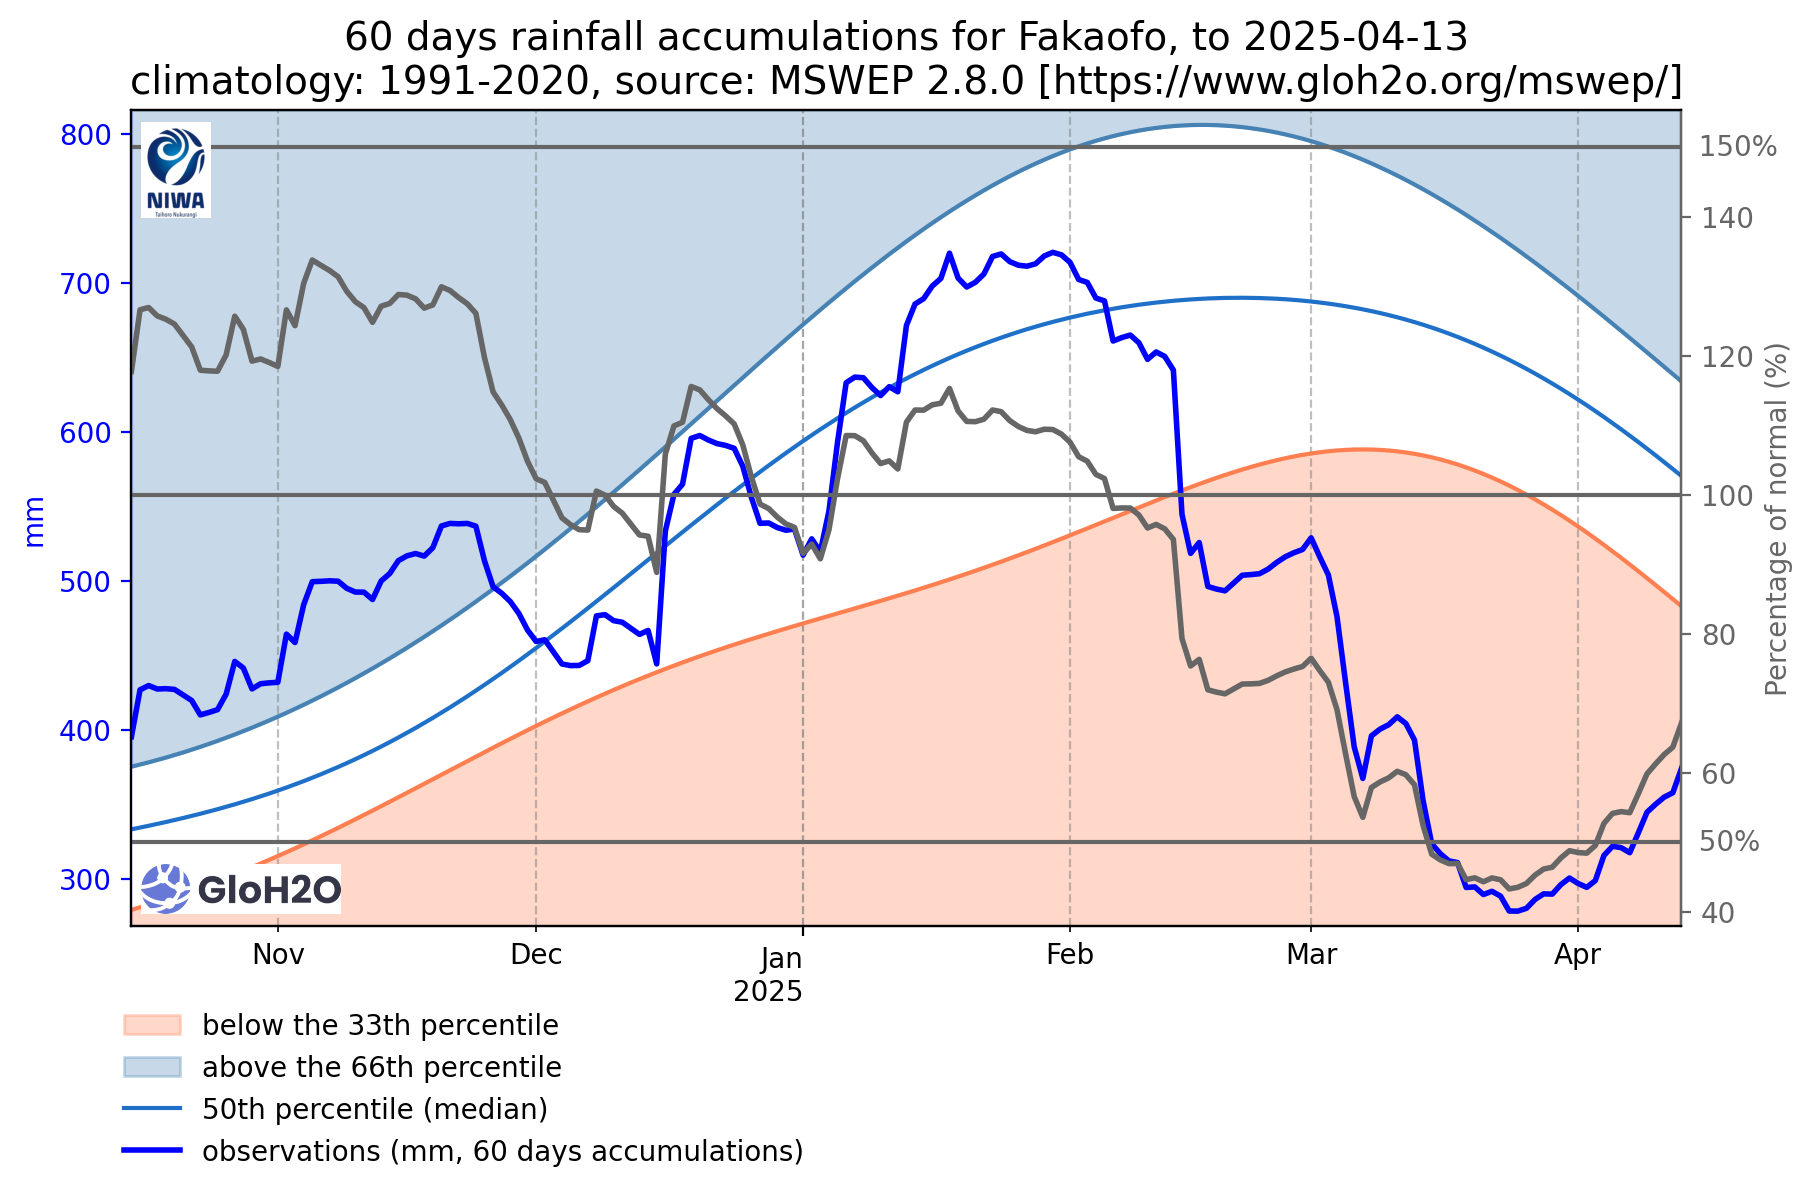 60 days rainfall accumulations for Fakaofo, to 2025-04-13
climatology: 1991-2020, source: MSWEP 2.8.0 [https://www.gloh2o.org/mswep/]
NIWA
Taihoro Nukurangi
800
700
600
500
400
300
mm
150%
140
120
100
80
60
50%
40
Percentage of normal (%)
GloH2O
Nov
Dec
Jan
2025
Feb
Mar
Apr
below the 33th percentile
above the 66th percentile
50th percentile (median)
observations (mm, 60 days accumulations)